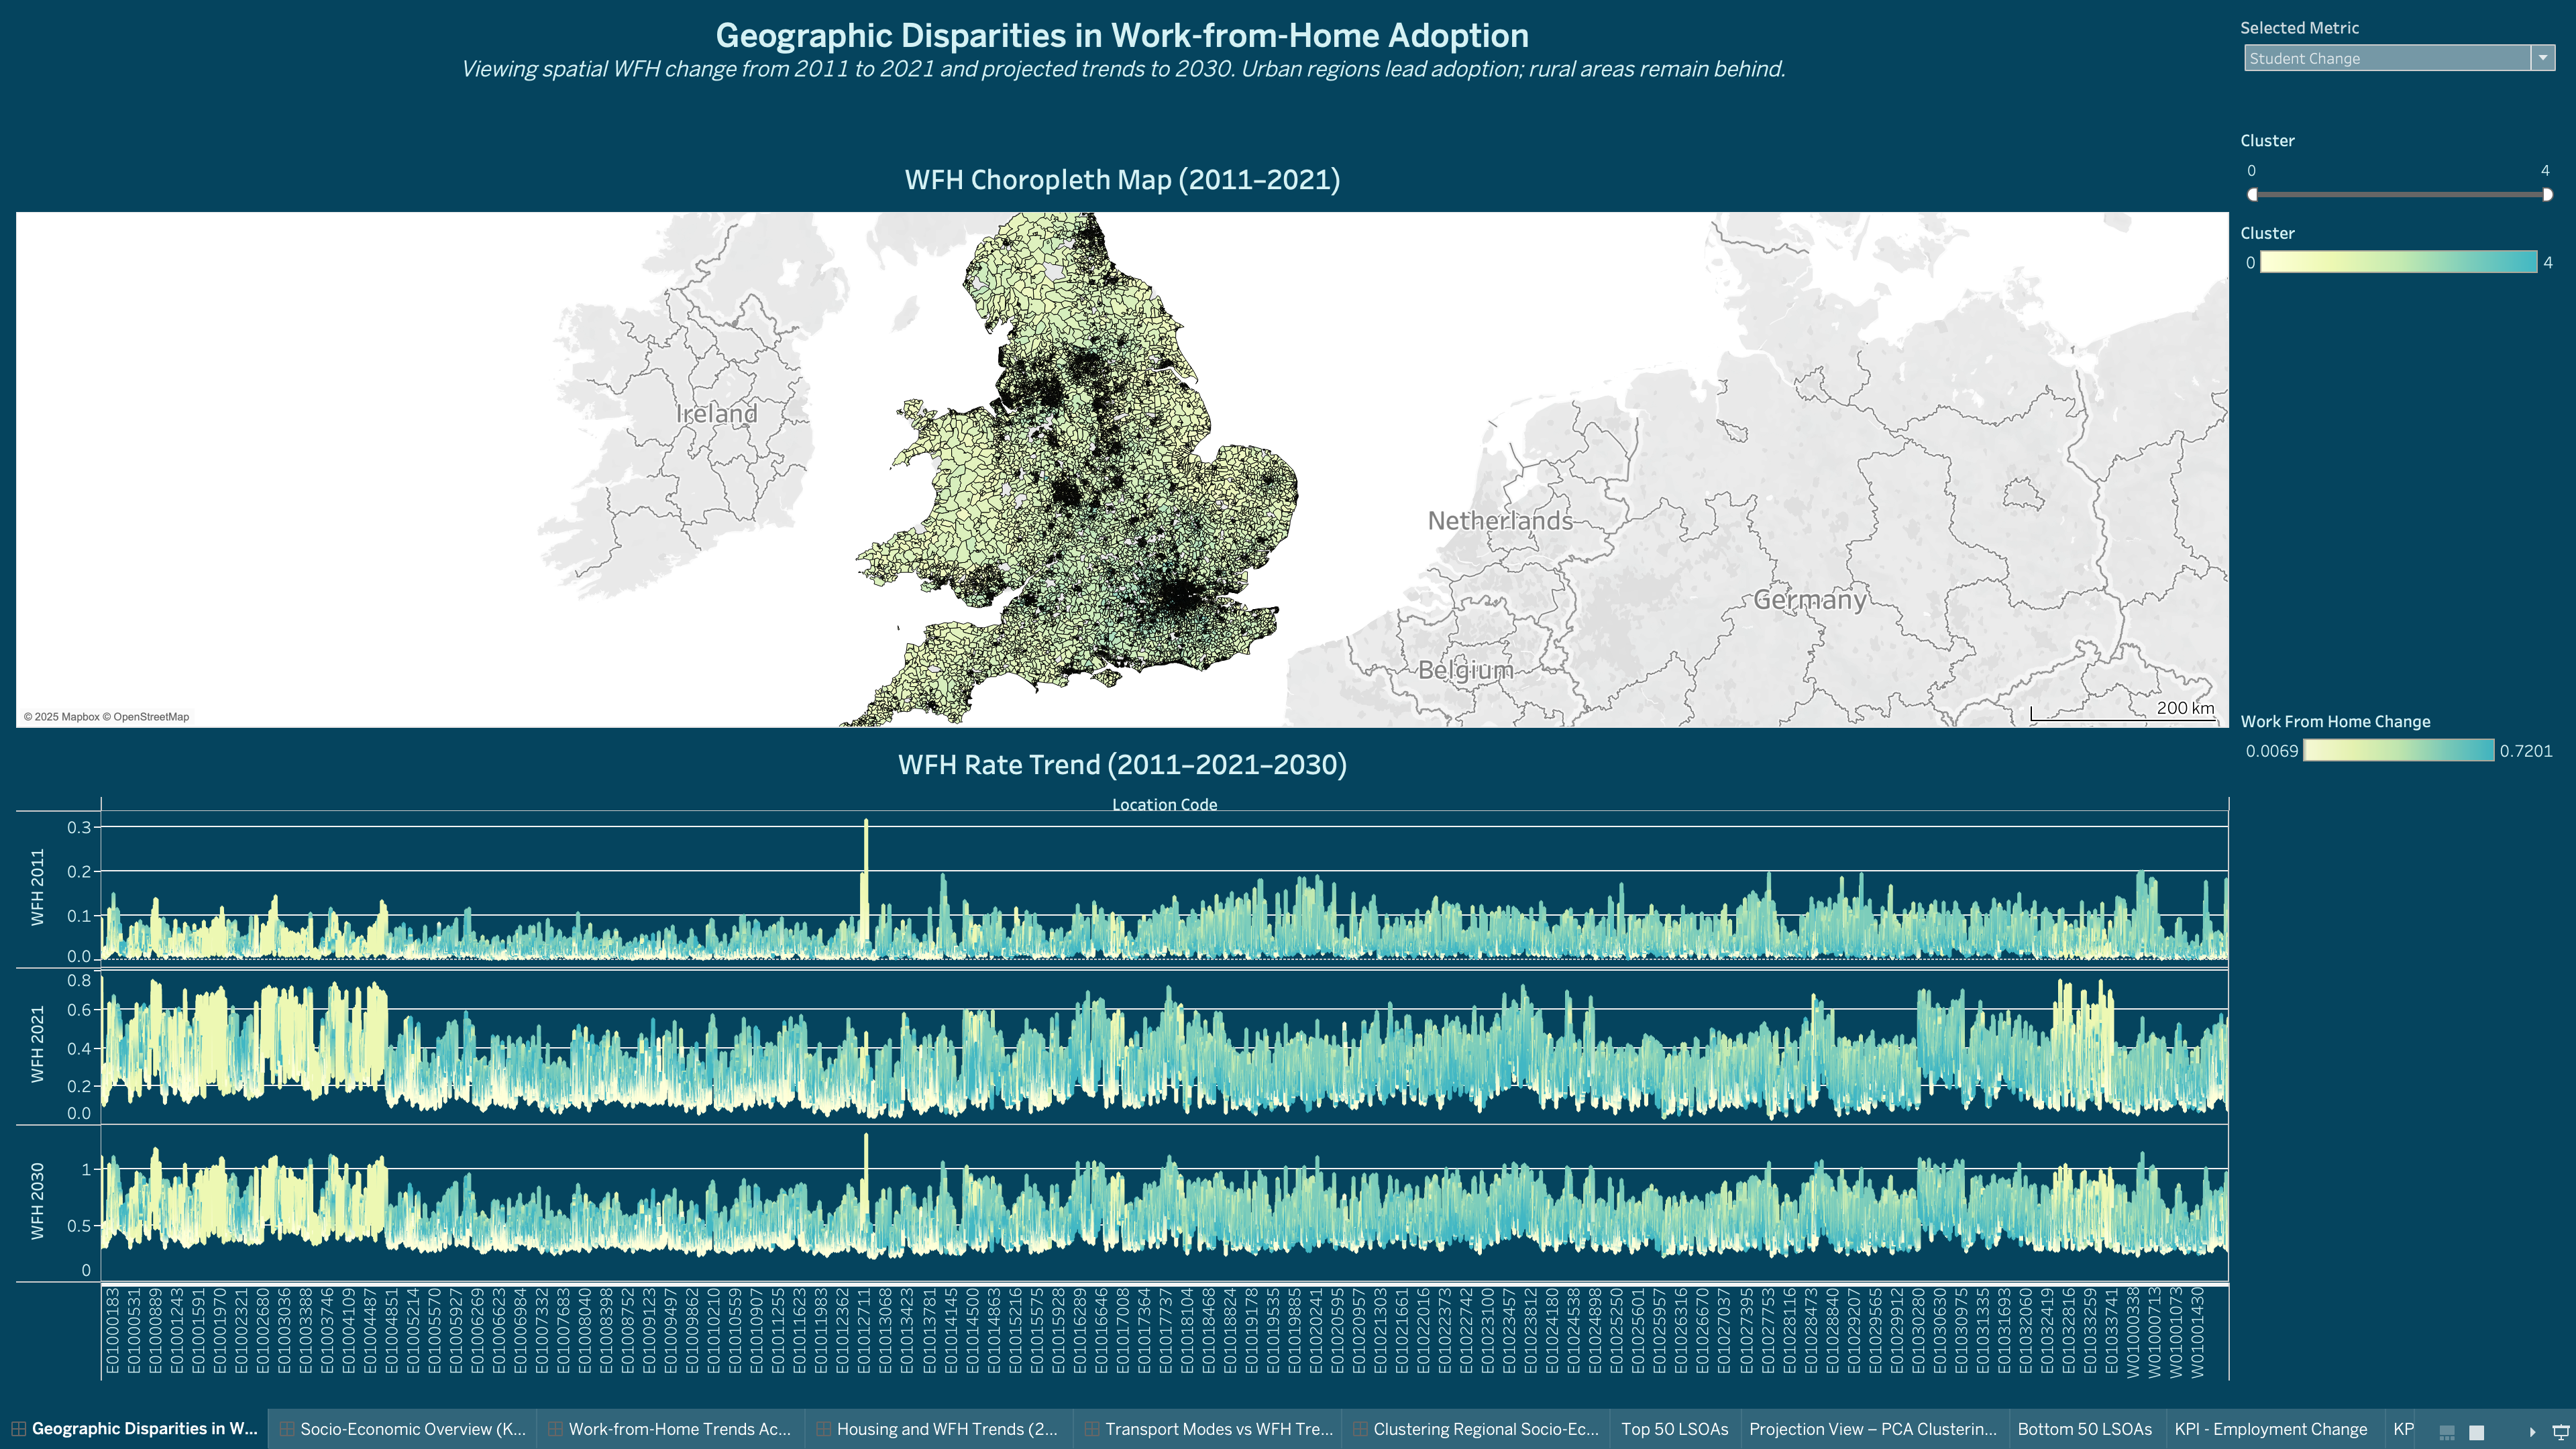 Geographic Disparities in Work-from-Home Adoption
Viewing spatial WFH change from 2011 to 2021 and projected trends to 2030. Urban regions lead adoption; rural areas remain behind.
Selected Metric
Student Change
Cluster
0 4
Cluster
0 4
WFH Choropleth Map (2011–2021)
Ireland
Netherlands
Germany
Belgium
© 2025 Mapbox © OpenStreetMap
200 km
Work From Home Change
0.0069 0.7201
WFH Rate Trend (2011–2021–2030)
Location Code
WFH 2011
0.3
0.2
0.1
0.0
WFH 2021
0.8
0.6
0.4
0.2
0.0
WFH 2030
1
0.5
0
E01000183
E01000531
E01000889
E01001243
E01001591
E01001970
E01002321
E01002680
E01003036
E01003388
E01003746
E01004109
E01004487
E01004851
E01005214
E01005570
E01005927
E01006269
E01006623
E01006984
E01007332
E01007683
E01008040
E01008398
E01008752
E01009123
E01009497
E01009862
E01010210
E01010559
E01010907
E01011255
E01011623
E01011983
E01012362
E01012711
E01013068
E01013423
E01013781
E01014145
E01014500
E01014863
E01015216
E01015575
E01015928
E01016289
E01016646
E01017008
E01017364
E01017737
E01018104
E01018468
E01018824
E01019178
E01019535
E01019885
E01020241
E01020595
E01020957
E01021303
E01021661
E01022016
E01022373
E01022742
E01023100
E01023457
E01023812
E01024180
E01024538
E01024898
E01025250
E01025601
E01025957
E01026316
E01026670
E01027037
E01027395
E01027753
E01028116
E01028473
E01028840
E01029207
E01029565
E01029912
E01030280
E01030630
E01030975
E01031335
E01031693
E01032060
E01032419
E01032816
E01033259
E01033741
W01000338
W01000713
W01001073
W01001430
Geographic Disparities in W...
Socio-Economic Overview (K...
Work-from-Home Trends Ac...
Housing and WFH Trends (2...
Transport Modes vs WFH Tre...
Clustering Regional Socio-Ec...
Top 50 LSOAs
Projection View – PCA Clusterin...
Bottom 50 LSOAs
KPI - Employment Change
KP